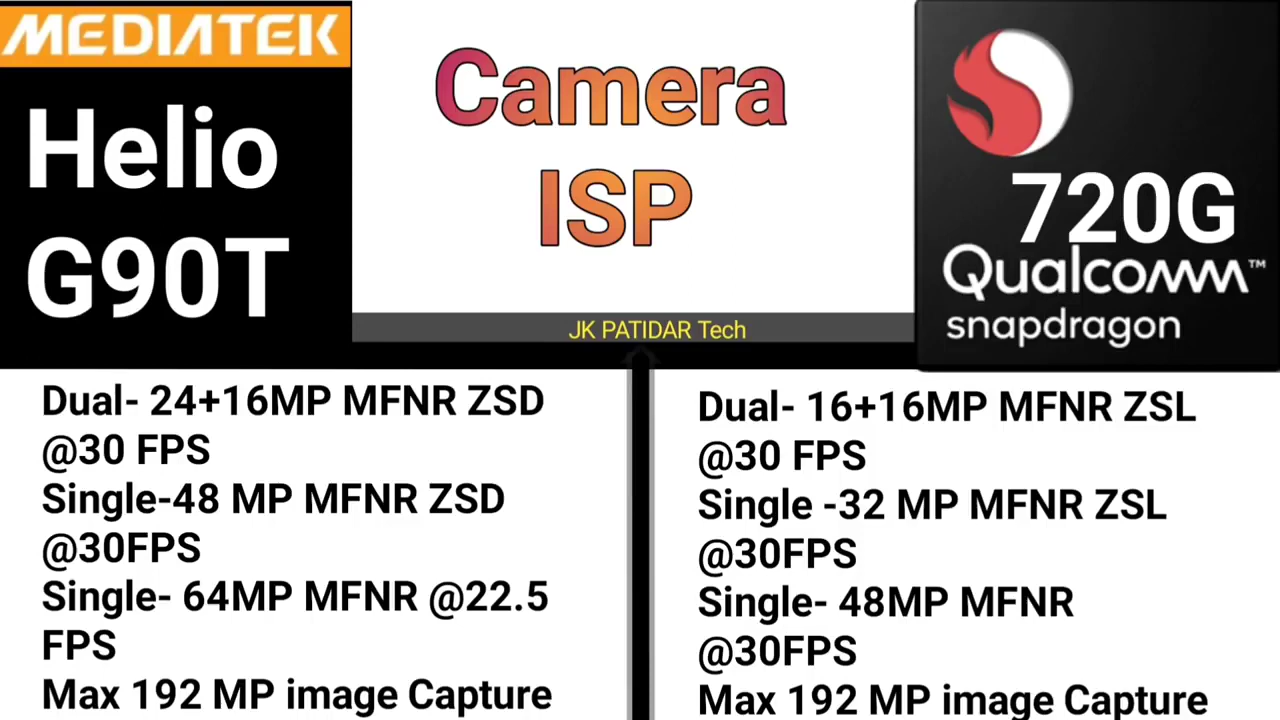 MEDIATEK
Helio
G90T
Camera
ISP
JK PATIDAR Tech
720G
Qualcomm™
snapdragon
Dual- 24+16MP MFNR ZSD
@30 FPS
Single-48 MP MFNR ZSD
@30FPS
Single- 64MP MFNR @22.5
FPS
Max 192 MP image Capture
Dual- 16+16MP MFNR ZSL
@30 FPS
Single -32 MP MFNR ZSL
@30FPS
Single- 48MP MFNR
@30FPS
Max 192 MP image Capture